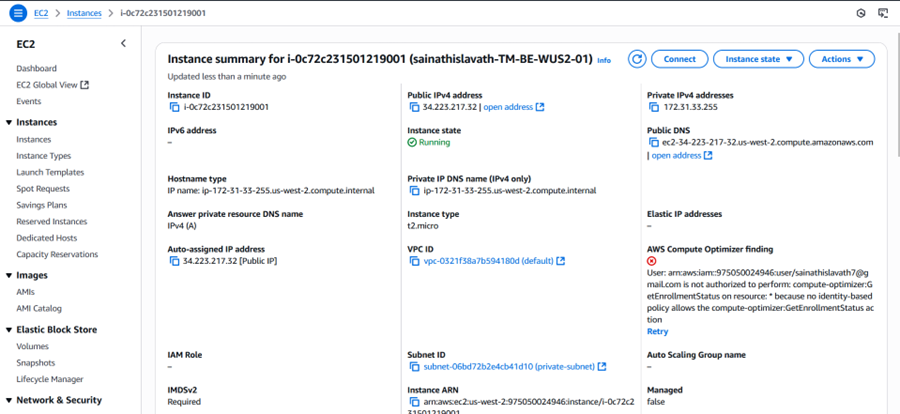 EC2 > Instances > i-0c72c231501219001
EC2
Dashboard
EC2 Global View
Events
Instances
Instances
Instance Types
Launch Templates
Spot Requests
Savings Plans
Reserved Instances
Dedicated Hosts
Capacity Reservations
Images
AMIs
AMI Catalog
Elastic Block Store
Volumes
Snapshots
Lifecycle Manager
Network & Security
Instance summary for i-0c72c231501219001 (sainathislavath-TM-BE-WUS2-01) Info
Connect
Instance state
Actions
Updated less than a minute ago
Instance ID
i-0c72c231501219001
Public IPv4 address
34.223.217.32 | open address
Private IPv4 addresses
172.31.33.255
IPv6 address
–
Instance state
Running
Public DNS
ec2-34-223-217-32.us-west-2.compute.amazonaws.com
| open address
Hostname type
IP name: ip-172-31-33-255.us-west-2.compute.internal
Private IP DNS name (IPv4 only)
ip-172-31-33-255.us-west-2.compute.internal
Answer private resource DNS name
IPv4 (A)
Instance type
t2.micro
Elastic IP addresses
–
Auto-assigned IP address
34.223.217.32 [Public IP]
VPC ID
vpc-0321f38a7b594180d (default)
AWS Compute Optimizer finding
User: arn:aws:iam::975050024946:user/sainathislavath7@g
mail.com is not authorized to perform: compute-optimizer:G
etEnrollmentStatus on resource: * because no identity-based
policy allows the compute-optimizer:GetEnrollmentStatus ac
tion
Retry
IAM Role
–
Subnet ID
subnet-06bd72b2e4cb41d10 (private-subnet)
Auto Scaling Group name
–
IMDSv2
Required
Instance ARN
arn:aws:ec2:us-west-2:975050024946:instance/i-0c72c2
31501219001
Managed
false